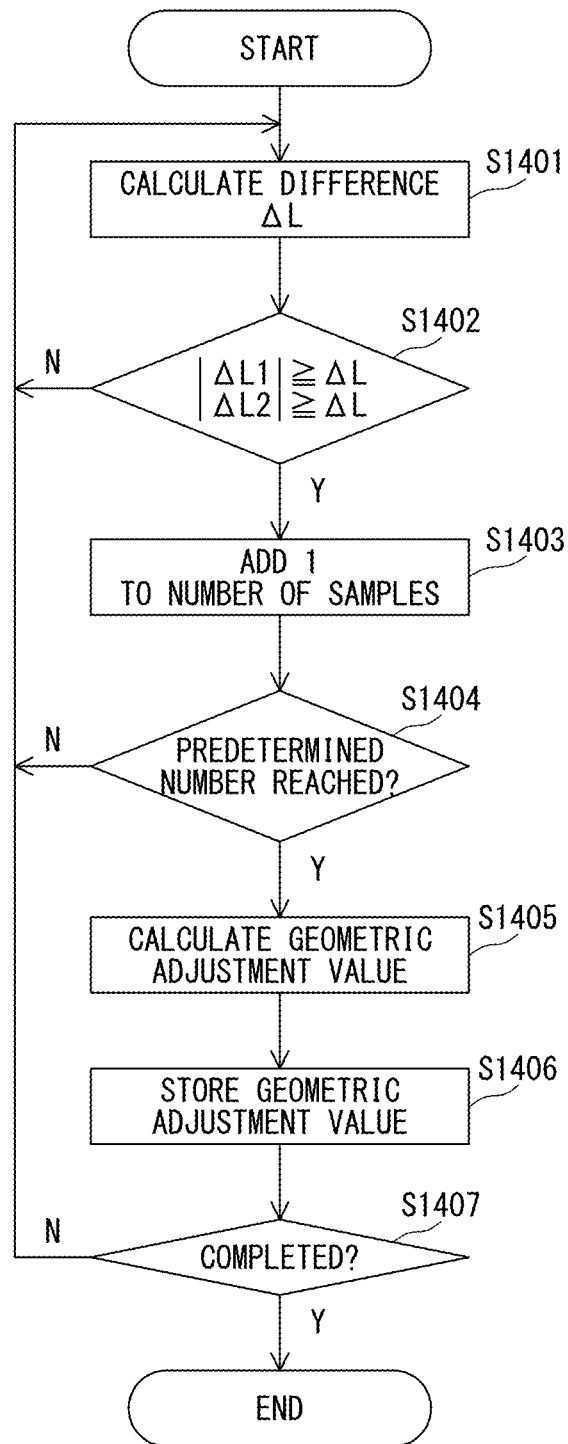 START
S1401
CALCULATE DIFFERENCE
ΔL
S1402
N
|ΔL1| ≧ ΔL
|ΔL2| ≧ ΔL
Y
S1403
ADD 1
TO NUMBER OF SAMPLES
S1404
N
PREDETERMINED
NUMBER REACHED?
Y
S1405
CALCULATE GEOMETRIC
ADJUSTMENT VALUE
S1406
STORE GEOMETRIC
ADJUSTMENT VALUE
S1407
N
COMPLETED?
Y
END